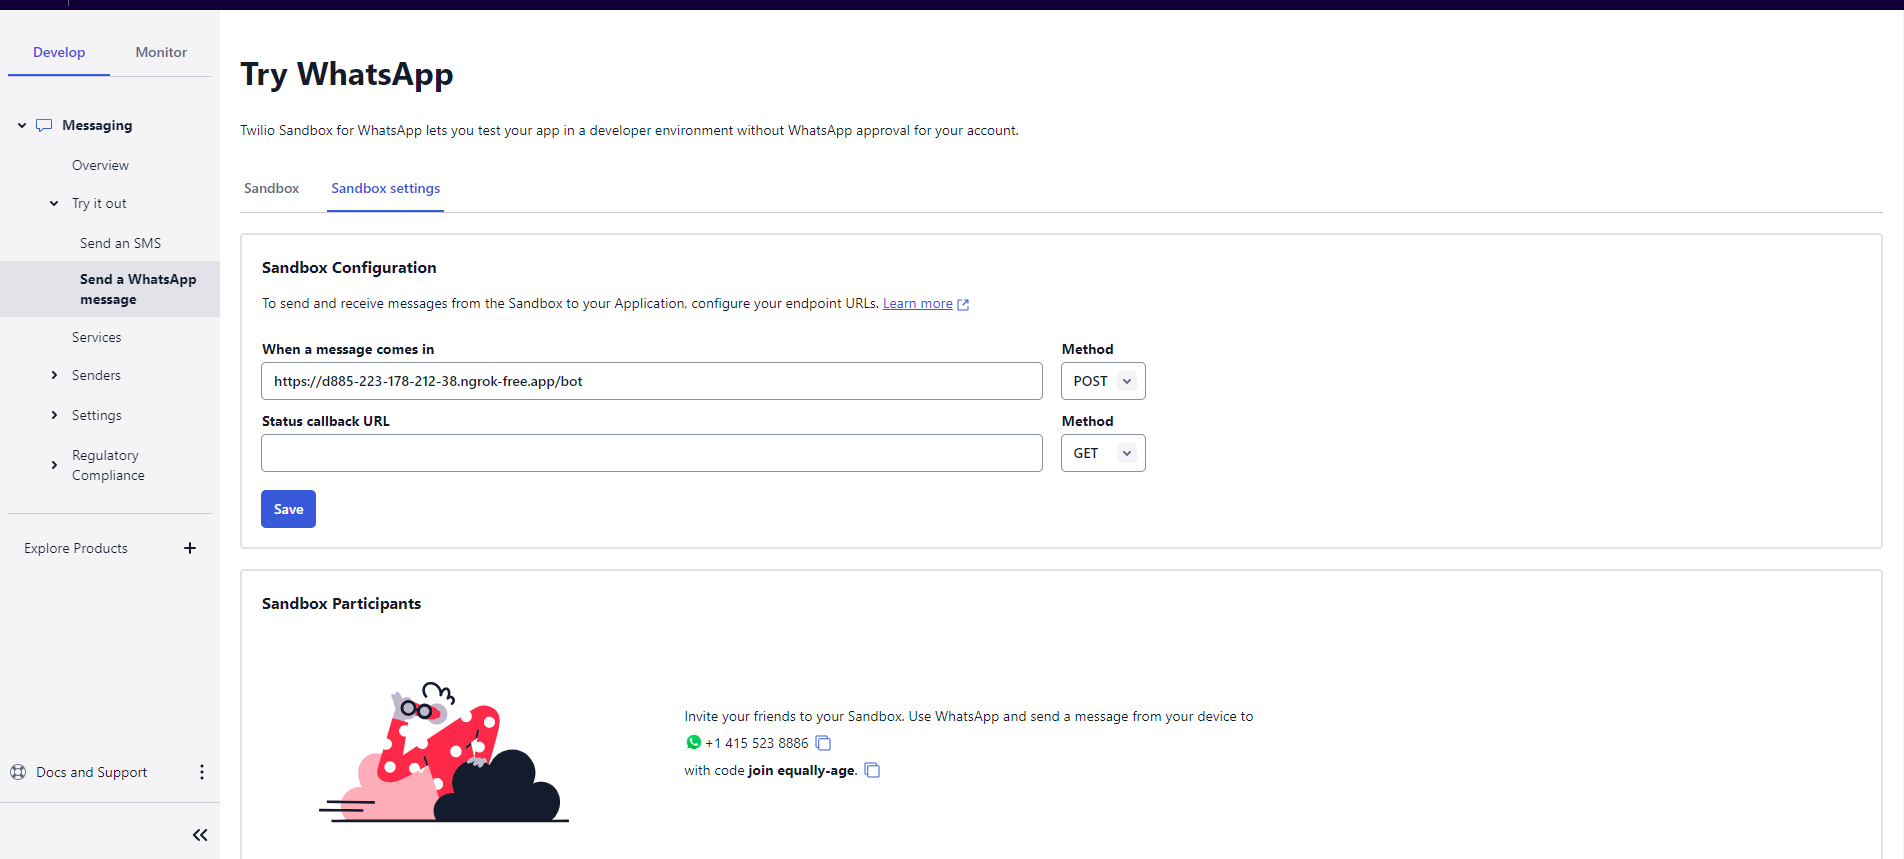 Develop
Monitor
Messaging
Overview
Try it out
Send an SMS
Send a WhatsApp
message
Services
Senders
Settings
Regulatory
Compliance
Explore Products
Docs and Support
Try WhatsApp
Twilio Sandbox for WhatsApp lets you test your app in a developer environment without WhatsApp approval for your account.
Sandbox
Sandbox settings
Sandbox Configuration
To send and receive messages from the Sandbox to your Application, configure your endpoint URLs. Learn more
When a message comes in
Method
https://d885-223-178-212-38.ngrok-free.app/bot
POST
Status callback URL
Method
GET
Save
Sandbox Participants
Invite your friends to your Sandbox. Use WhatsApp and send a message from your device to
+1 415 523 8886
with code join equally-age.